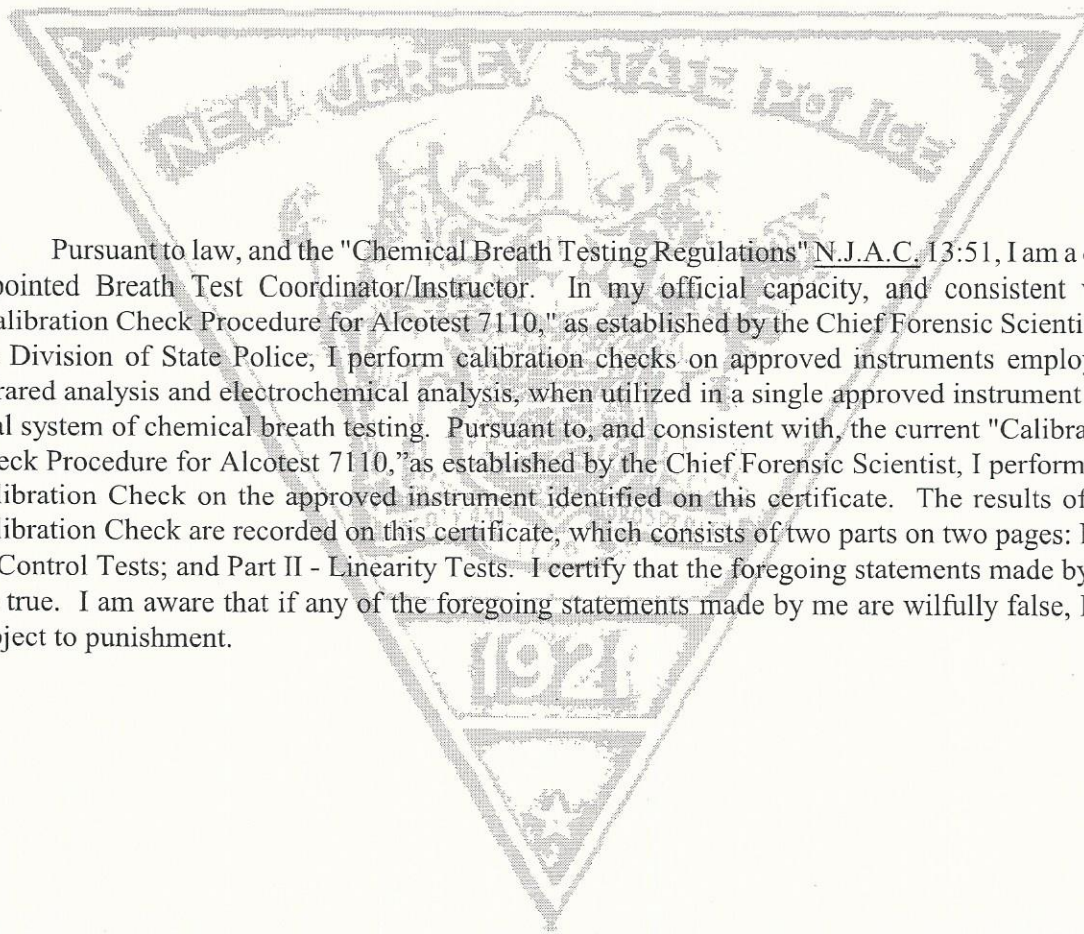 NEW JERSEY STATE POLICE
Pursuant to law, and the "Chemical Breath Testing Regulations" N.J.A.C. 13:51, I am a
pointed Breath Test Coordinator/Instructor. In my official capacity, and consistent
alibration Check Procedure for Alcotest 7110," as established by the Chief Forensic Scienti
Division of State Police, I perform calibration checks on approved instruments employ
rared analysis and electrochemical analysis, when utilized in a single approved instrument
al system of chemical breath testing. Pursuant to, and consistent with, the current "Calibra
eck Procedure for Alcotest 7110,"as established by the Chief Forensic Scientist, I perform
libration Check on the approved instrument identified on this certificate. The results of
libration Check are recorded on this certificate, which consists of two parts on two pages:
Control Tests; and Part II - Linearity Tests. I certify that the foregoing statements made by
true. I am aware that if any of the foregoing statements made by me are wilfully false, I
ject to punishment.
1921